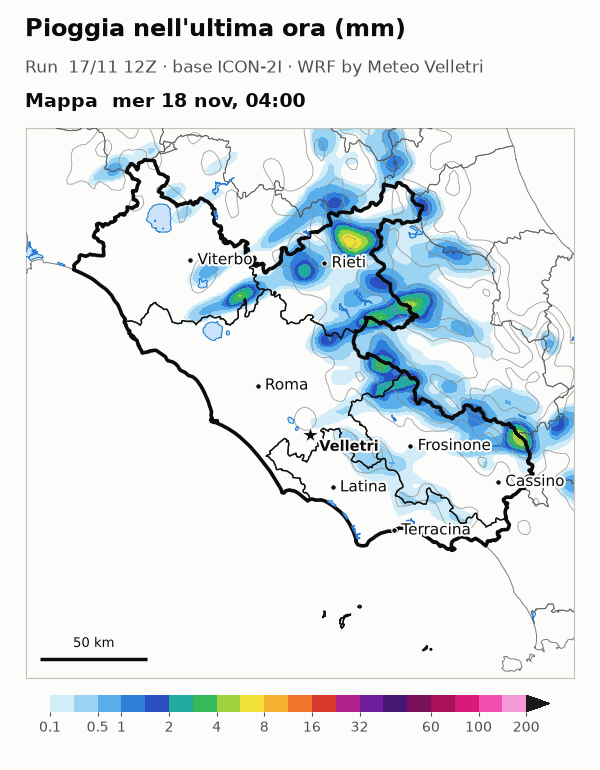 Pioggia nell'ultima ora (mm)
Run  17/11 12Z · base ICON-2I · WRF by Meteo Velletri
Mappa  mer 18 nov, 04:00
Viterbo
Rieti
Roma
Velletri
Frosinone
Latina
Cassino
Terracina
50 km
0.1 0.5 1 2 4 8 16 32 60 100 200